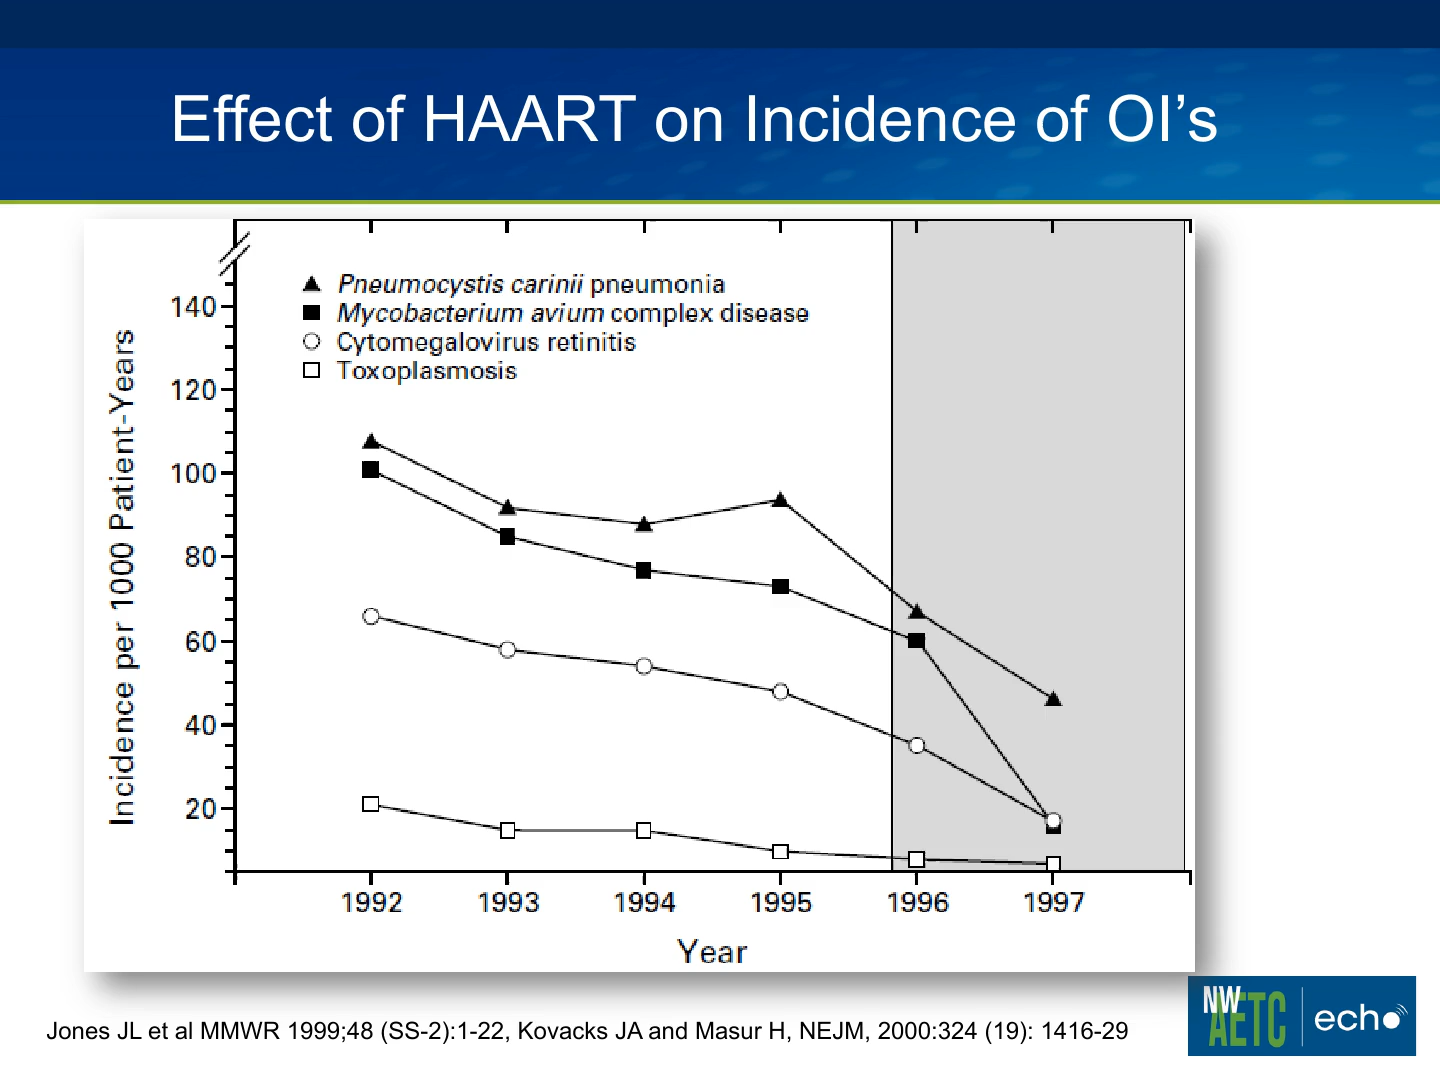 Effect of HAART on Incidence of OI’s
Pneumocystis carinii pneumonia
Mycobacterium avium complex disease
Cytomegalovirus retinitis
Toxoplasmosis
Incidence per 1000 Patient-Years
140
120
100
80
60
40
20
1992 1993 1994 1995 1996 1997
Year
Jones JL et al MMWR 1999;48 (SS-2):1-22, Kovacks JA and Masur H, NEJM, 2000:324 (19): 1416-29
NW
AETC
echo